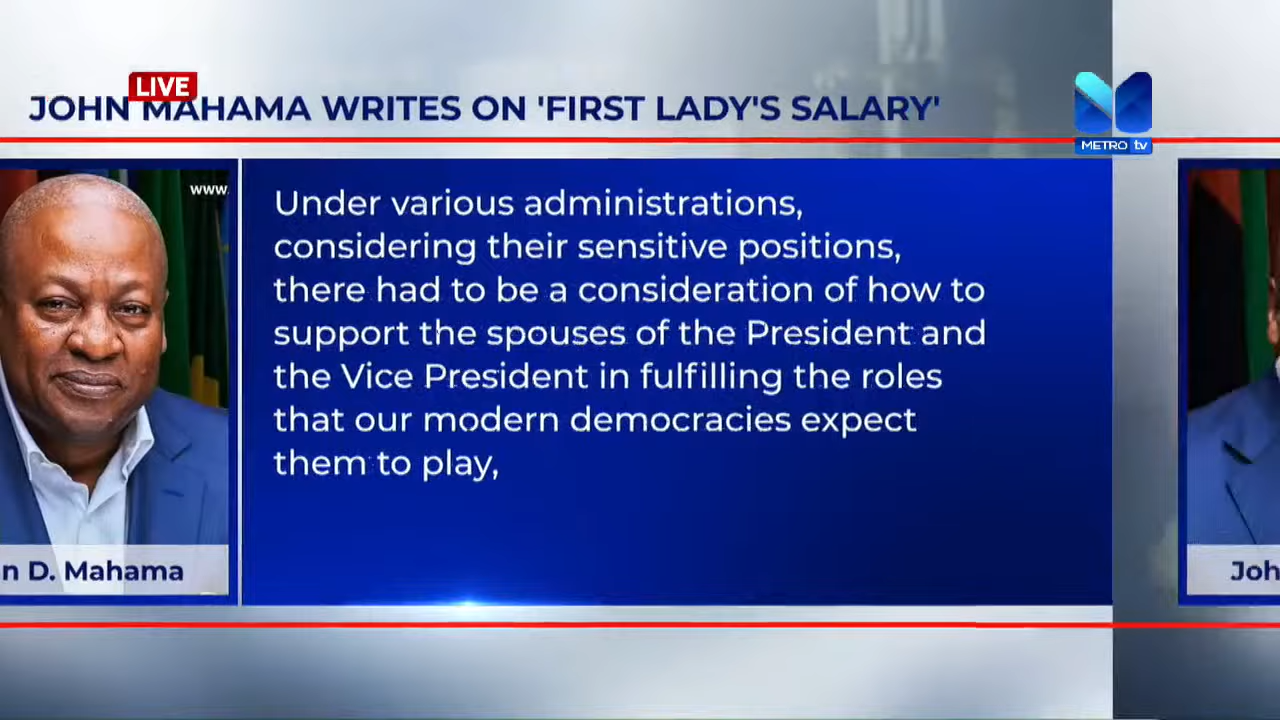 LIVE
JOHN MAHAMA WRITES ON 'FIRST LADY'S SALARY'
METRO tv
www.
Under various administrations,
considering their sensitive positions,
there had to be a consideration of how to
support the spouses of the President and
the Vice President in fulfilling the roles
that our modern democracies expect
them to play,
n D. Mahama
Joh